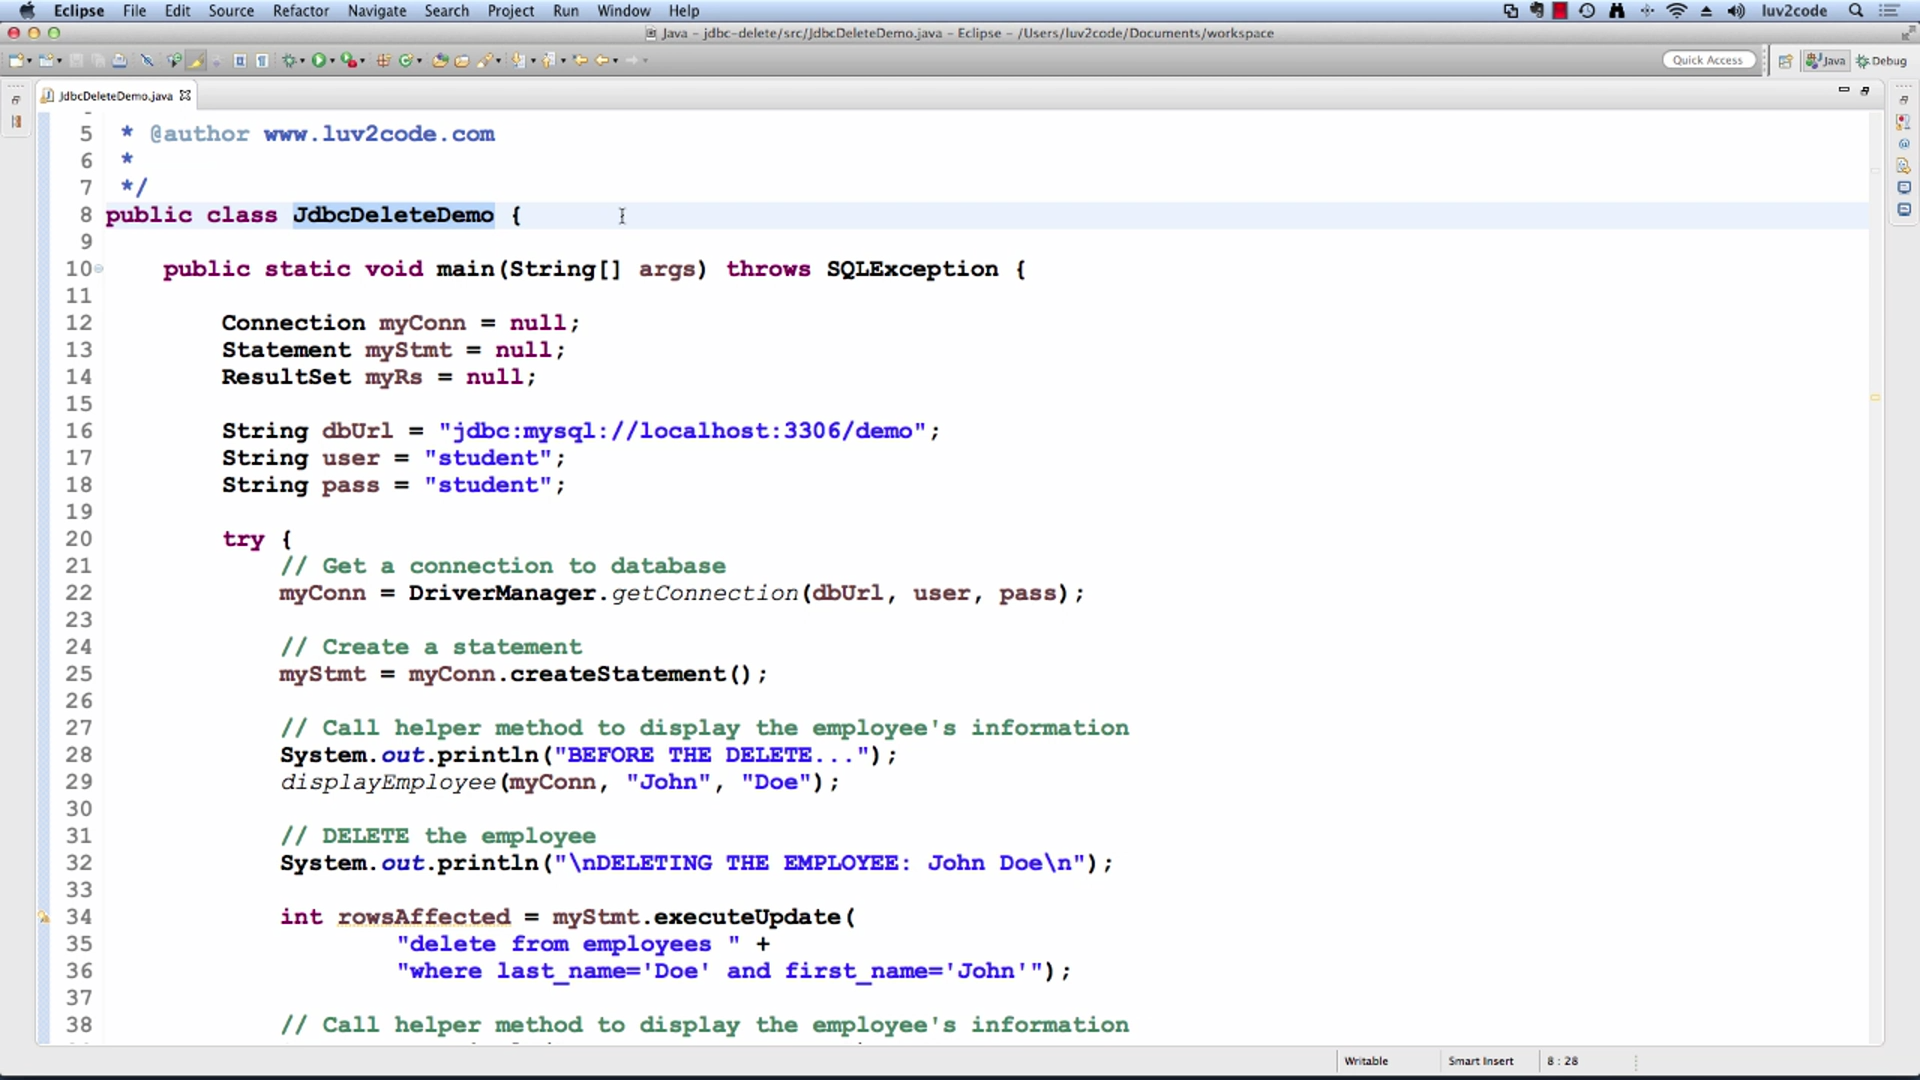 Eclipse File Edit Source Refactor Navigate Search Project Run Window Help luv2code
Java - jdbc-delete/src/JdbcDeleteDemo.java - Eclipse - /Users/luv2code/Documents/workspace
Quick Access Java Debug
JdbcDeleteDemo.java
5 * @author www.luv2code.com
6 *
7 */
8 public class JdbcDeleteDemo {
9
10 public static void main(String[] args) throws SQLException {
11
12 Connection myConn = null;
13 Statement myStmt = null;
14 ResultSet myRs = null;
15
16 String dbUrl = "jdbc:mysql://localhost:3306/demo";
17 String user = "student";
18 String pass = "student";
19
20 try {
21 // Get a connection to database
22 myConn = DriverManager.getConnection(dbUrl, user, pass);
23
24 // Create a statement
25 myStmt = myConn.createStatement();
26
27 // Call helper method to display the employee's information
28 System.out.println("BEFORE THE DELETE...");
29 displayEmployee(myConn, "John", "Doe");
30
31 // DELETE the employee
32 System.out.println("\nDELETING THE EMPLOYEE: John Doe\n");
33
34 int rowsAffected = myStmt.executeUpdate(
35 "delete from employees " +
36 "where last_name='Doe' and first_name='John'");
37
38 // Call helper method to display the employee's information
Writable Smart Insert 8 : 28